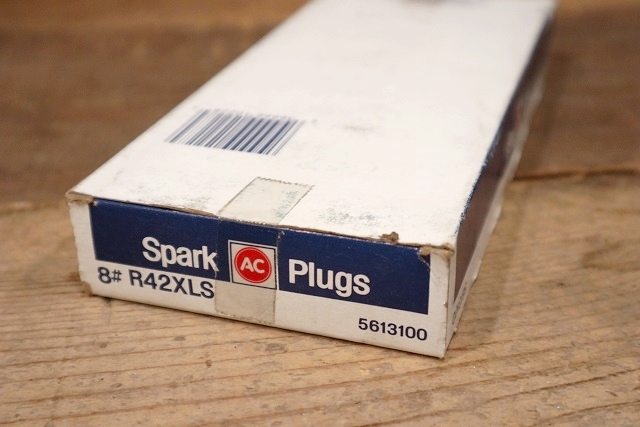 Spark AC Plugs
8# R42XLS
5613100